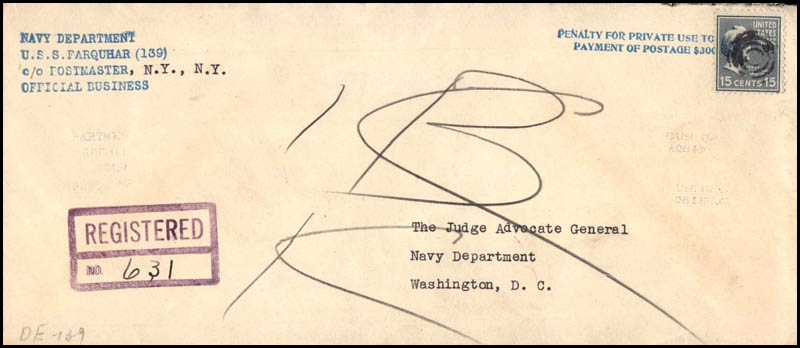 NAVY DEPARTMENT
U.S.S. FARQUHAR (139)
c/o POSTMASTER, N.Y., N.Y.
OFFICIAL BUSINESS
PENALTY FOR PRIVATE USE TO
PAYMENT OF POSTAGE $300
UNITED
STATES
15 CENTS 15
REGISTERED
NO. 631
The Judge Advocate General
Navy Department
Washington, D. C.
DE-139